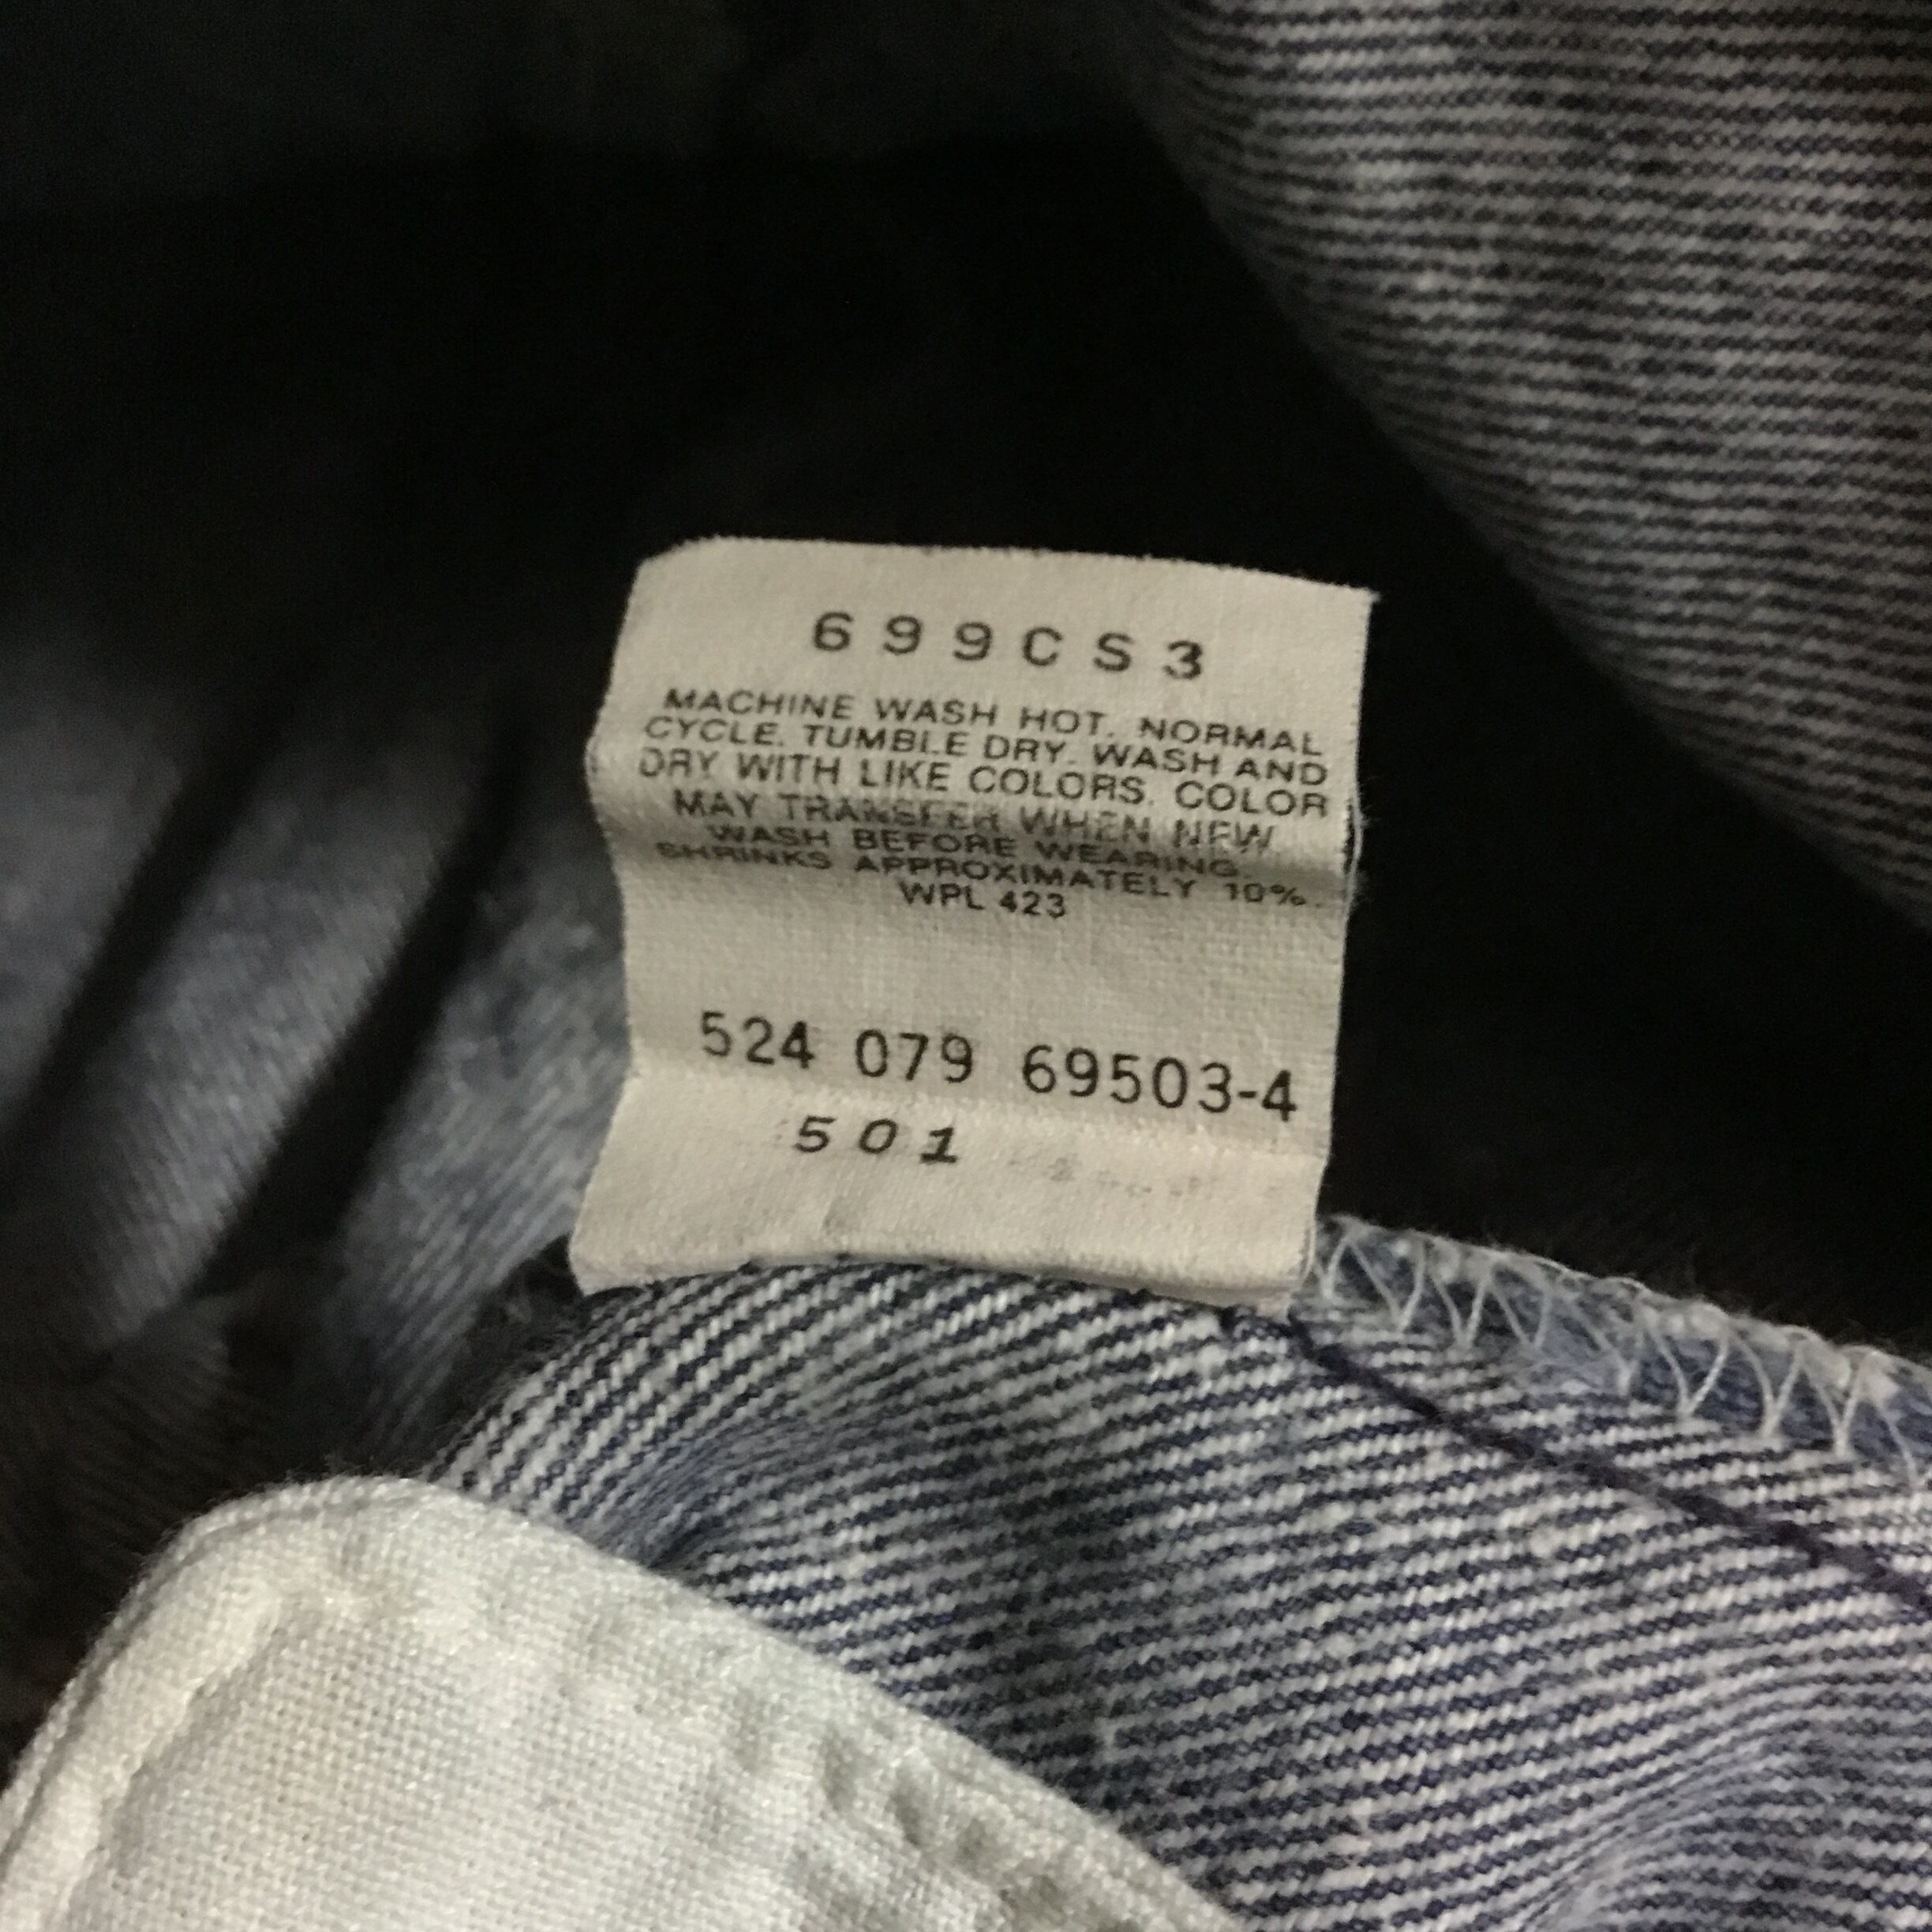 699CS3
MACHINE WASH HOT. NORMAL
CYCLE. TUMBLE DRY. WASH AND
DRY WITH LIKE COLORS. COLOR
MAY TRANSFER WHEN NEW
WASH BEFORE WEARING.
SHRINKS APPROXIMATELY 10%.
WPL 423
524 079 69503-4
501